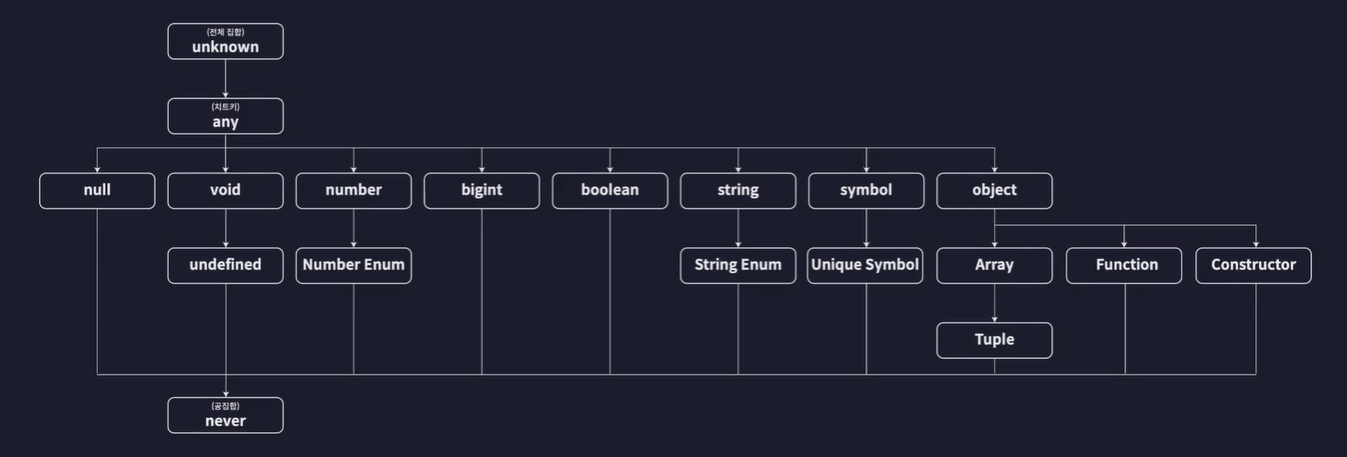 (전체 집합)
unknown
(치트키)
any
null
void
number
bigint
boolean
string
symbol
object
undefined
Number Enum
String Enum
Unique Symbol
Array
Function
Constructor
Tuple
(공집합)
never